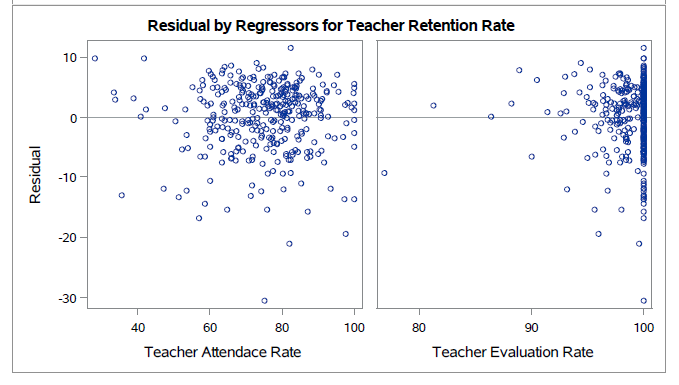 Residual by Regressors for Teacher Retention Rate
Residual
10
0
-10
-20
-30
40 60 80 100
80 90 100
Teacher Attendace Rate
Teacher Evaluation Rate